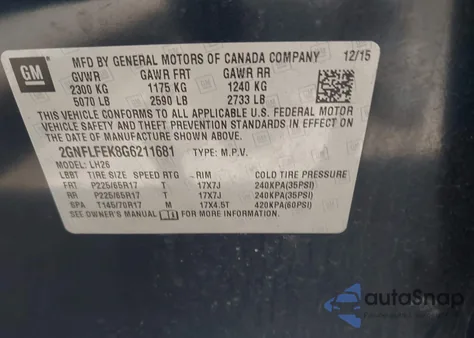 GM
MFD BY GENERAL MOTORS OF CANADA COMPANY 12/15
GVWR GAWR FRT GAWR RR
2300 KG 1175 KG 1240 KG
5070 LB 2590 LB 2733 LB
THIS VEHICLE CONFORMS TO ALL APPLICABLE U.S. FEDERAL MOTOR
VEHICLE SAFETY, BUMPER, AND THEFT PREVENTION STANDARDS IN
EFFECT ON THE DATE OF MANUFACTURE SHOWN ABOVE.
2GNFLFEK8G6211681 TYPE: M.P.V.
MODEL: LH26
LBBT TIRE SIZE SPEED RTG RIM COLD TIRE PRESSURE
FRT P225/65R17 T 17X7J 240KPA(35PSI)
RR P225/65R17 T 17X7J 240KPA(35PSI)
SPA T145/70R17 M 17X4.5T 420KPA(60PSI)
SEE OWNER'S MANUAL FOR MORE INFORMATION
autoSnap